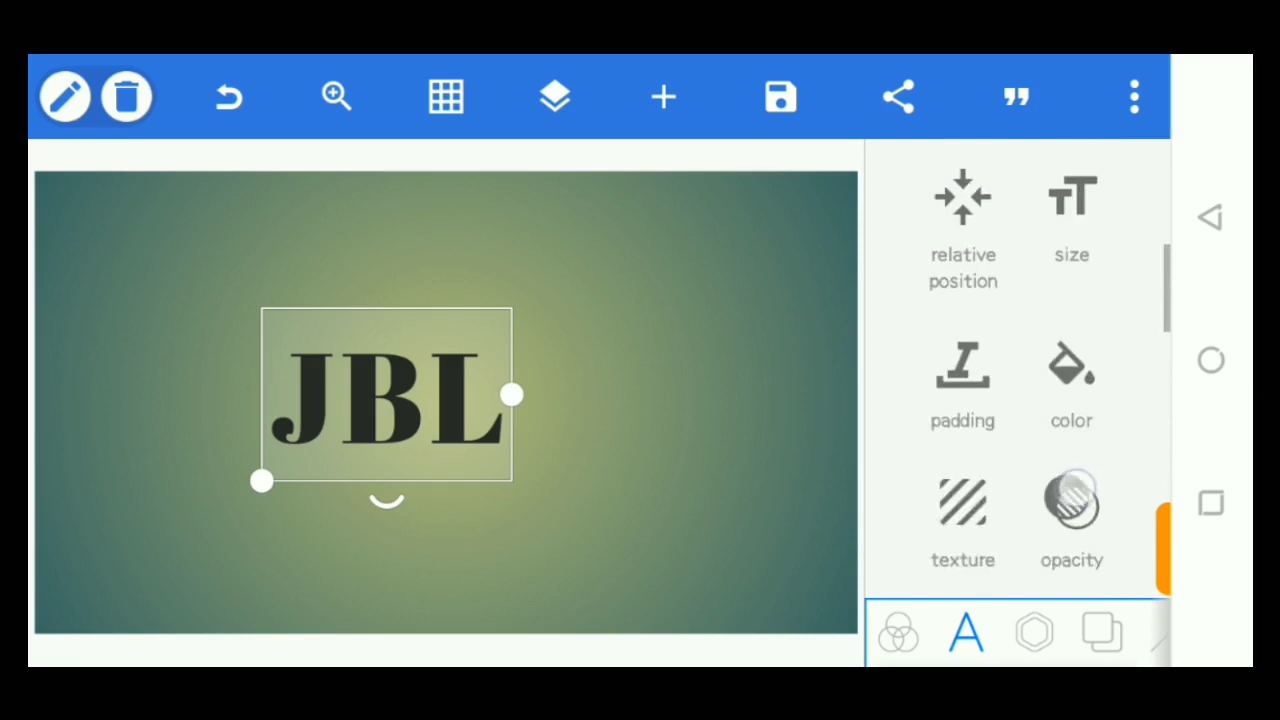 JBL
relative
position
size
padding
color
texture
opacity